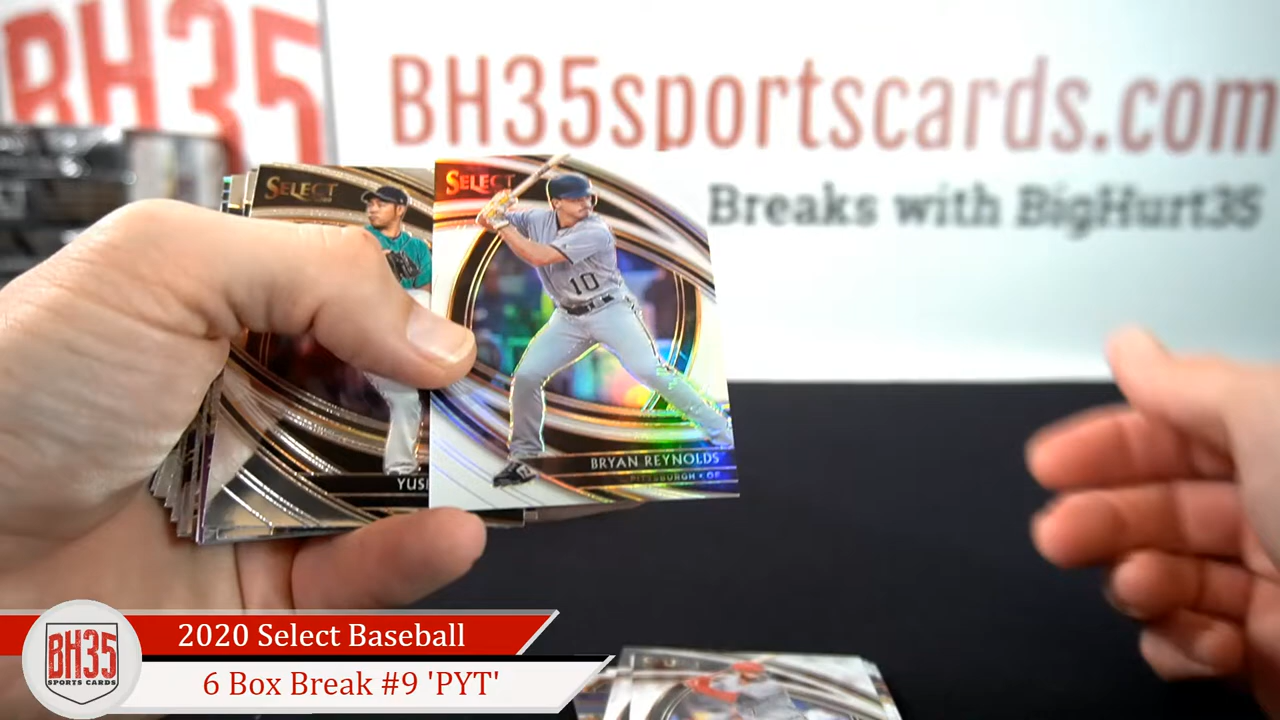 BH35
BH35sportscards.com
Breaks with BigHurt35
SELECT
SELECT
10
BRYAN REYNOLDS
PITTSBURGH • OF
YUSI
2020 Select Baseball
6 Box Break #9 'PYT'
BH35
SPORTS CARDS